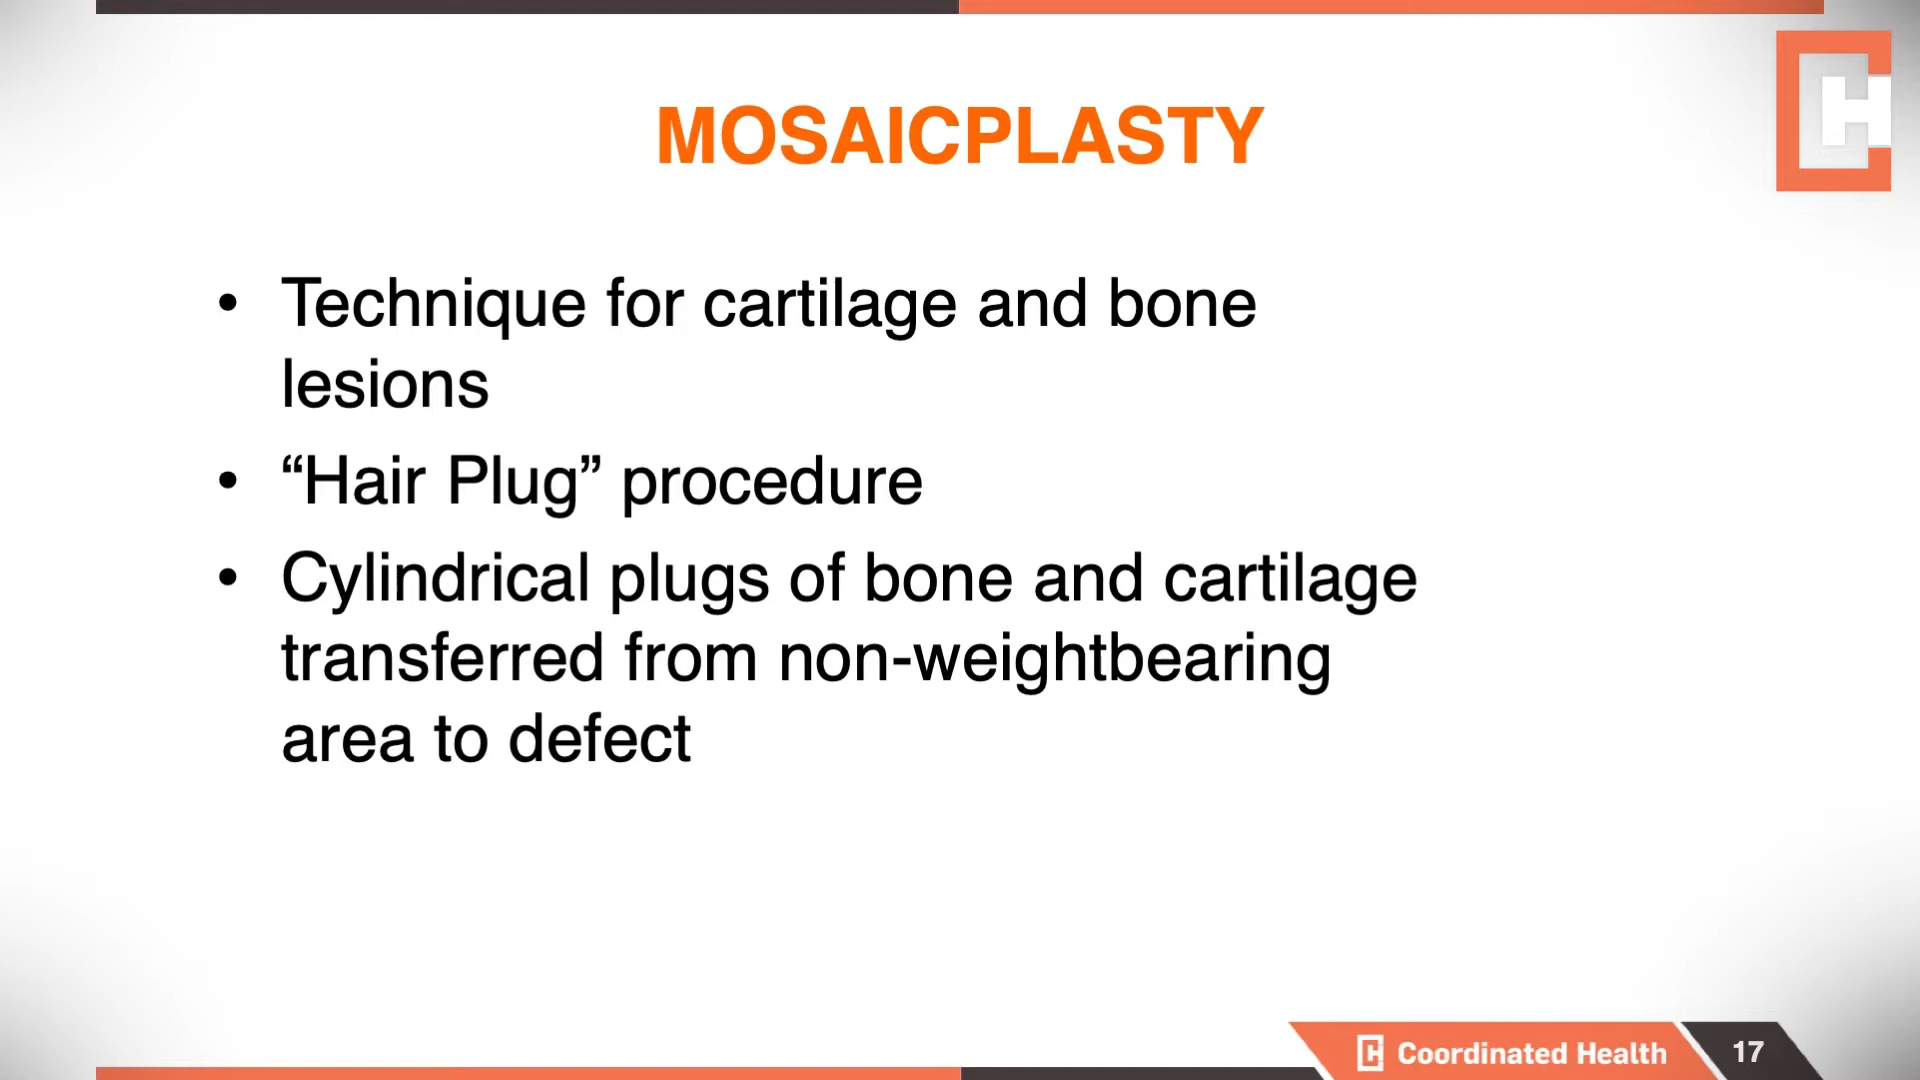 MOSAICPLASTY
• Technique for cartilage and bone
lesions
• “Hair Plug” procedure
• Cylindrical plugs of bone and cartilage
transferred from non-weightbearing
area to defect
CH
Coordinated Health
17